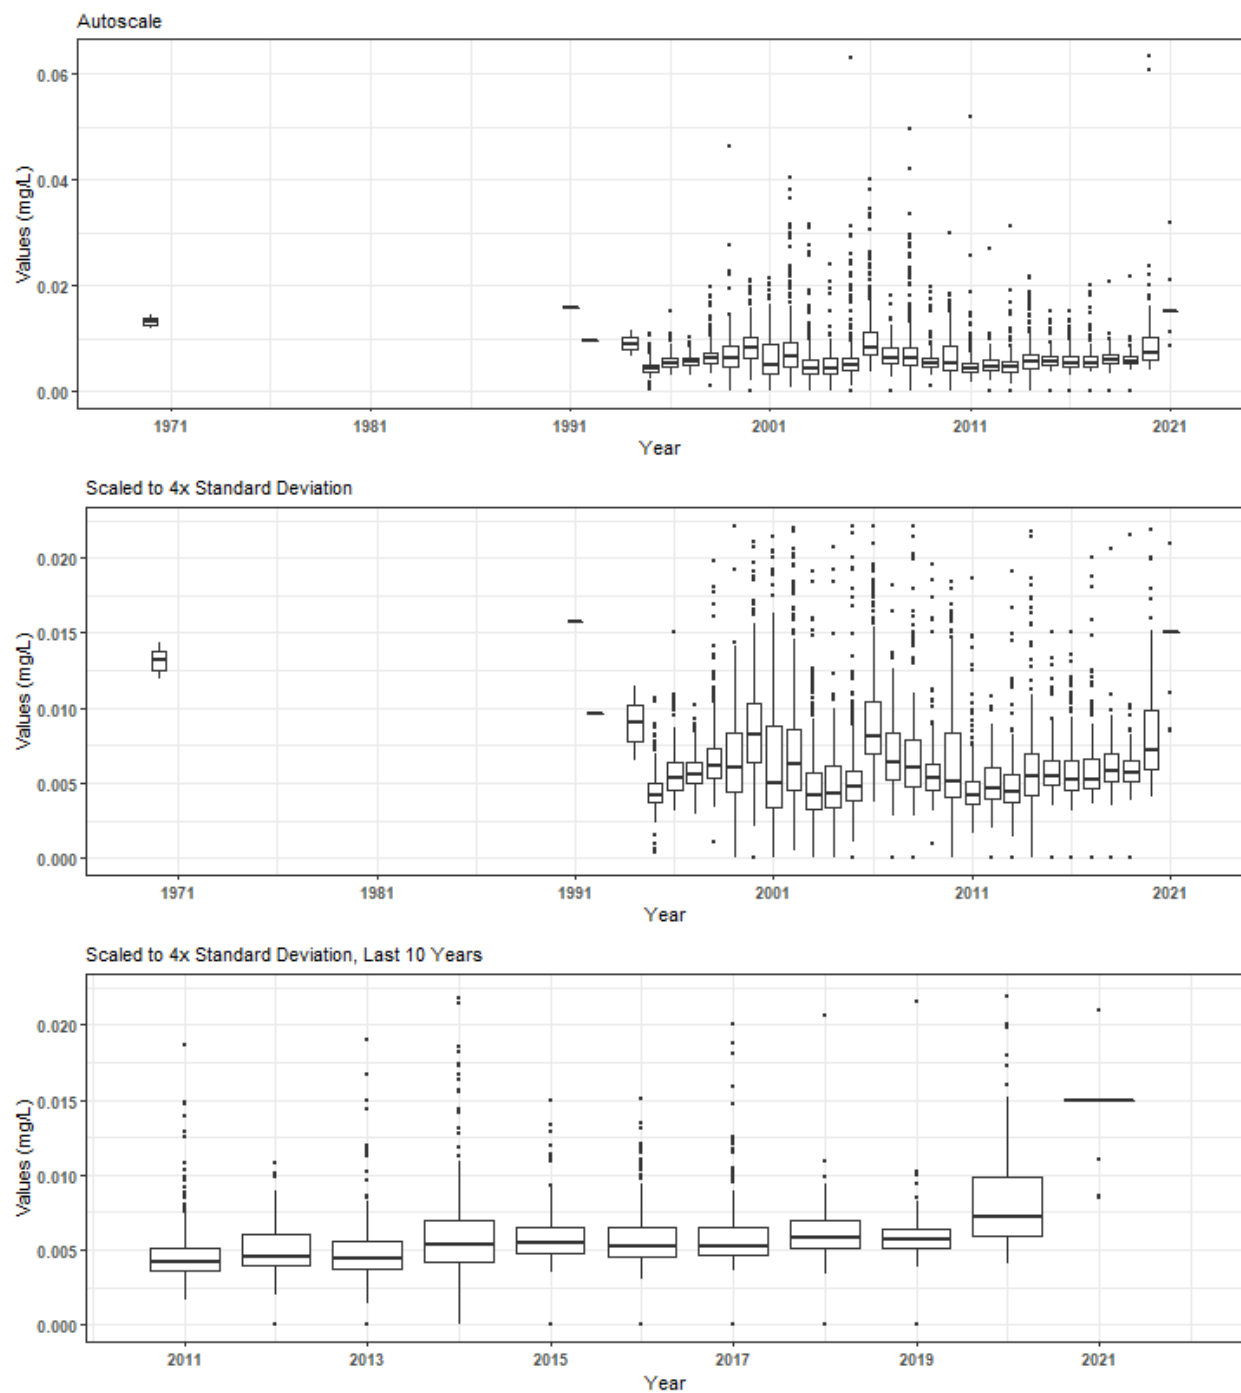 Autoscale
0.06
0.04
0.02
0.00
Values (mg/L)
1971 1981 1991 2001 2011 2021
Year
Scaled to 4x Standard Deviation
0.020
0.015
0.010
0.005
0.000
Values (mg/L)
1971 1981 1991 2001 2011 2021
Year
Scaled to 4x Standard Deviation, Last 10 Years
0.020
0.015
0.010
0.005
0.000
Values (mg/L)
2011 2013 2015 2017 2019 2021
Year